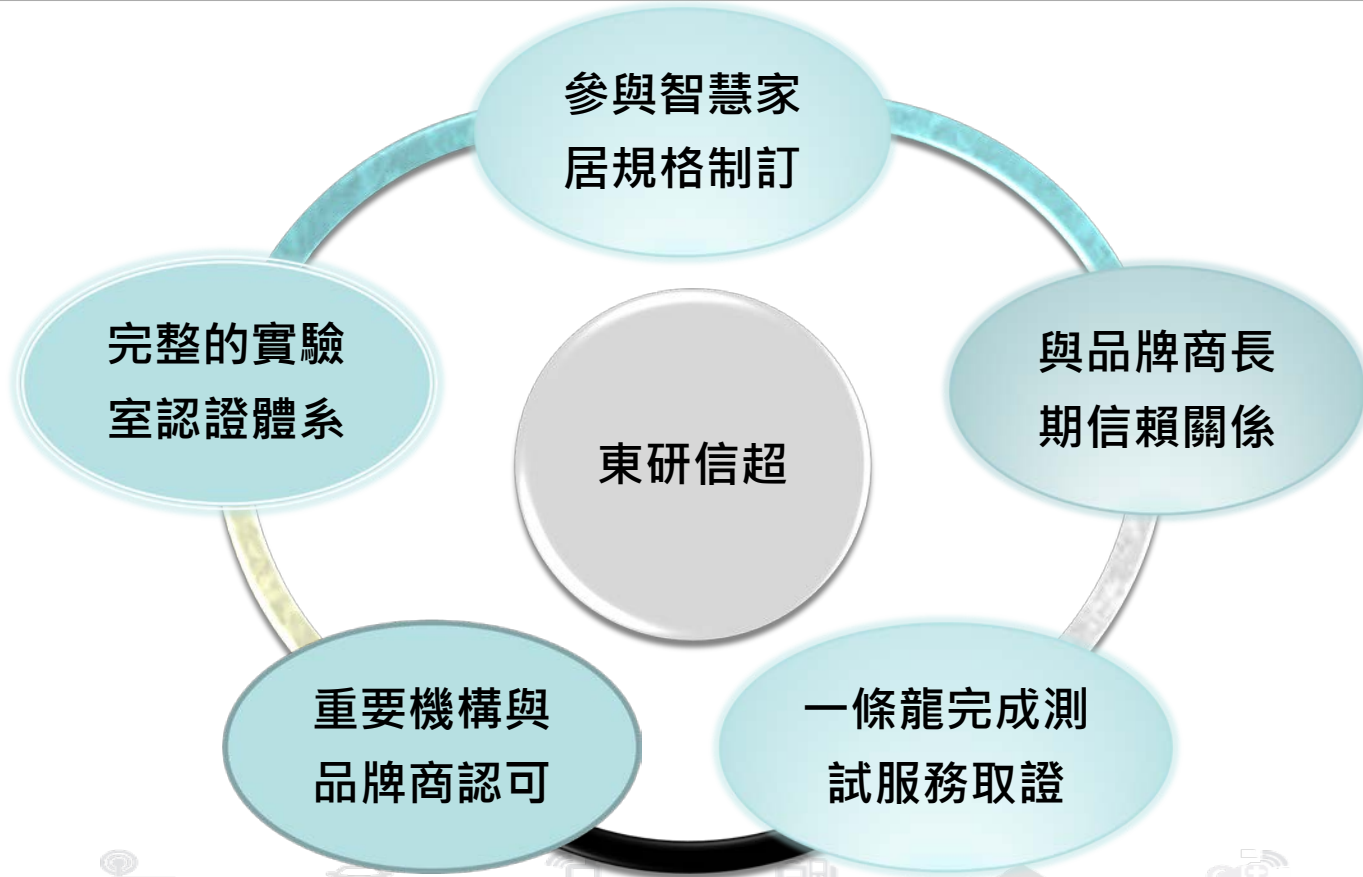 參與智慧家
居規格制訂
完整的實驗
室認證體系
與品牌商長
期信賴關係
東研信超
重要機構與
品牌商認可
一條龍完成測
試服務取證